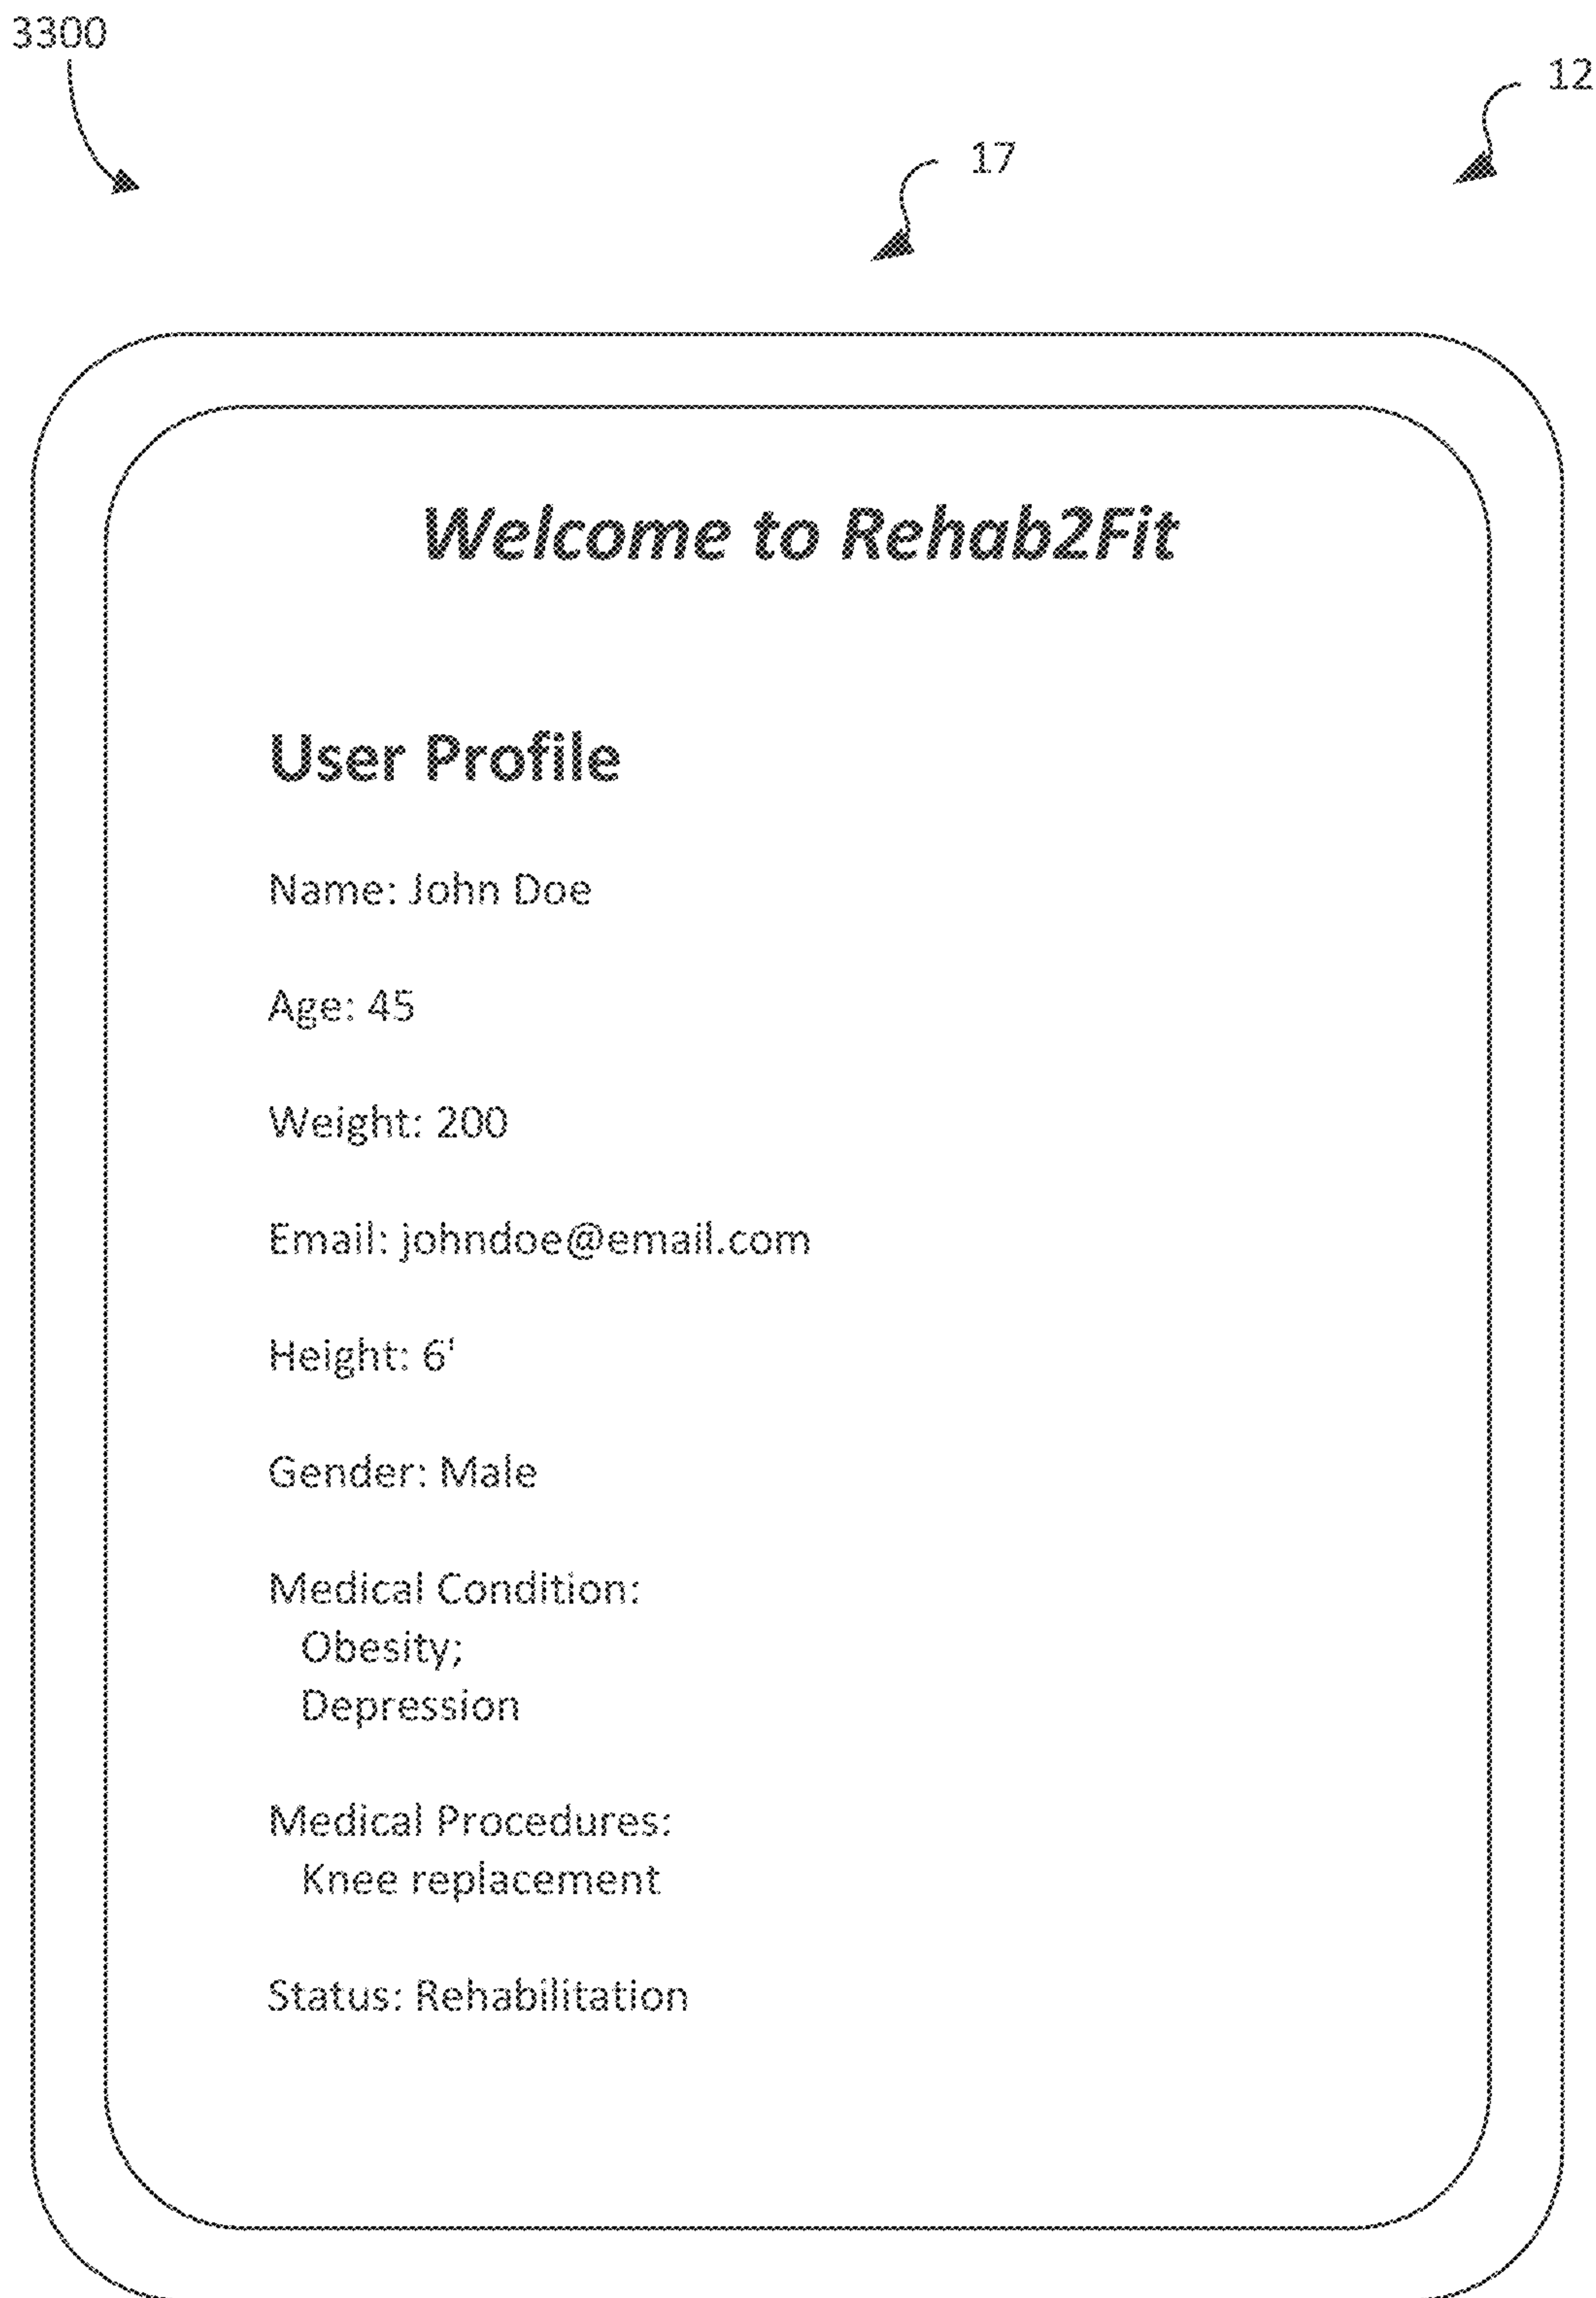 3300
12
17
Welcome to Rehab2Fit
User Profile
Name: John Doe
Age: 45
Weight: 200
Email: johndoe@email.com
Height: 6'
Gender: Male
Medical Condition:
Obesity;
Depression
Medical Procedures:
Knee replacement
Status: Rehabilitation